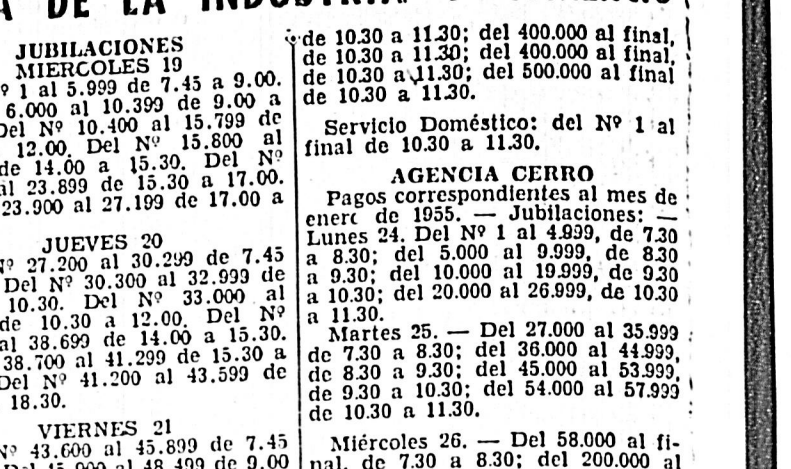 A DE LA INDUSTRIA
JUBILACIONES
MIERCOLES 19
º 1 al 5.999 de 7.45 a 9.00.
6.000 al 10.399 de 9.00 a
Del Nº 10.400 al 15.799 de
12.00. Del Nº 15.800 al
de 14.00 a 15.30. Del Nº
al 23.899 de 15.30 a 17.00.
23.900 al 27.199 de 17.00 a
JUEVES 20
Nº 27.200 al 30.299 de 7.45
Del Nº 30.300 al 32.999 de
10.30. Del Nº 33.000 al
de 10.30 a 12.00. Del Nº
al 38.699 de 14.00 a 15.30.
38.700 al 41.299 de 15.30 a
Del Nº 41.200 al 43.599 de
18.30.
VIERNES 21
Nº 43.600 al 45.899 de 7.45
al 48.499 de 9.00
de 10.30 a 11.30; del 400.000 al final,
de 10.30 a 11.30; del 400.000 al final,
de 10.30 a 11.30; del 500.000 al final
de 10.30 a 11.30.
Servicio Doméstico: del Nº 1 al
final de 10.30 a 11.30.
AGENCIA CERRO
Pagos correspondientes al mes de
enero de 1955. — Jubilaciones: —
Lunes 24. Del Nº 1 al 4.999, de 7.30
a 8.30; del 5.000 al 9.999, de 8.30
a 9.30; del 10.000 al 19.999, de 9.30
a 10.30; del 20.000 al 26.999, de 10.30
a 11.30.
Martes 25. — Del 27.000 al 35.999
de 7.30 a 8.30; del 36.000 al 44.999,
de 8.30 a 9.30; del 45.000 al 53.999,
de 9.30 a 10.30; del 54.000 al 57.999
de 10.30 a 11.30.
Miércoles 26. — Del 58.000 al fi-
nal, de 7.30 a 8.30; del 200.000 al